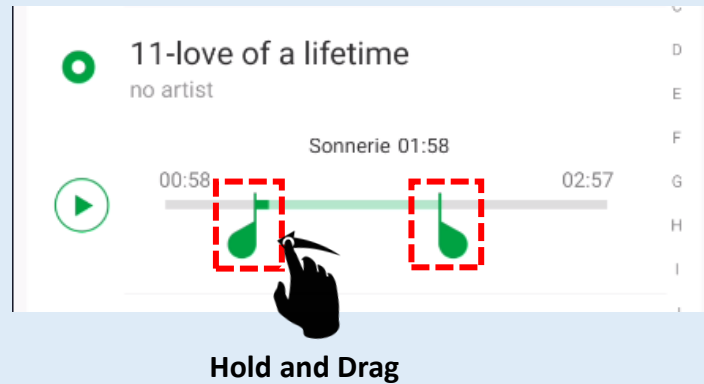 11-love of a lifetime
no artist
Sonnerie 01:58
00:58 02:57
D
E
F
G
H
I
Hold and Drag